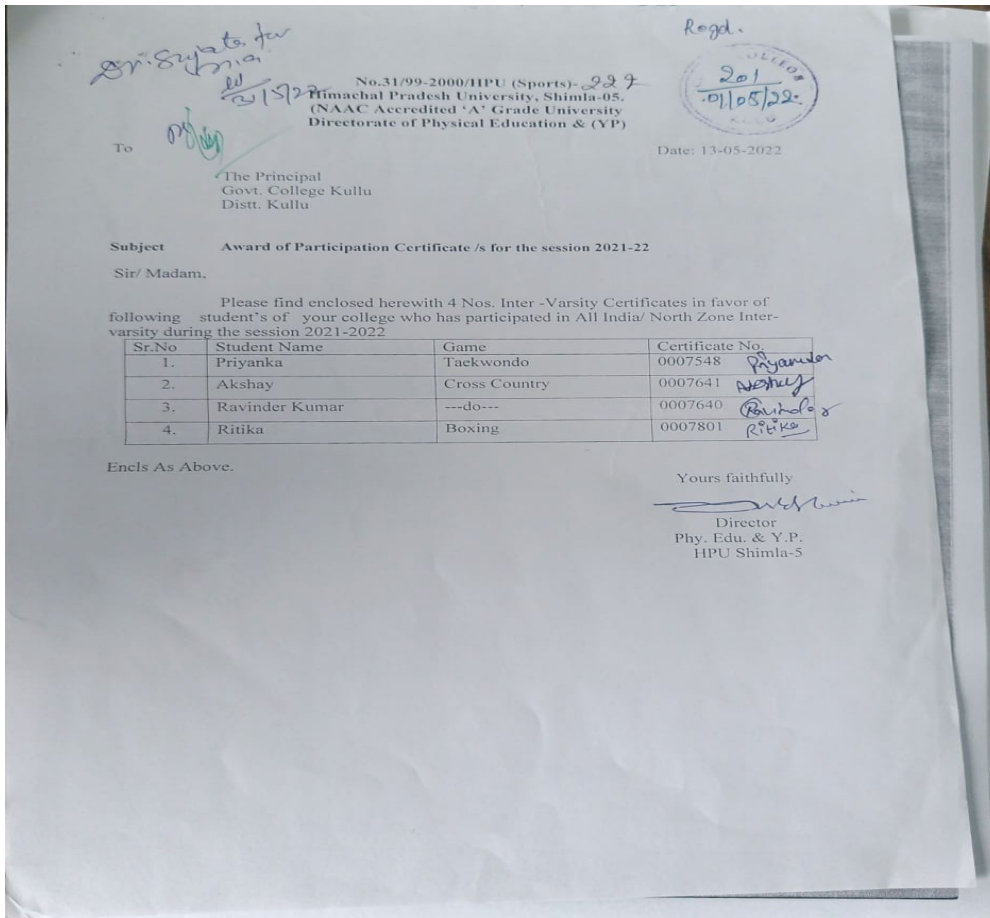 Rogd.
Dr. Sujata for
n/a
No.31/99-2000/HPU (Sports)- 227
Himachal Pradesh University, Shimla-05.
(NAAC Accredited 'A' Grade University
Directorate of Physical Education & (YP)
201
01/05/22
To
Date: 13-05-2022
The Principal
Govt. College Kullu
Distt. Kullu
Subject Award of Participation Certificate /s for the session 2021-22
Sir/ Madam,
Please find enclosed herewith 4 Nos. Inter -Varsity Certificates in favor of
following student's of your college who has participated in All India/ North Zone Inter-
varsity during the session 2021-2022
Sr.No Student Name Game Certificate No.
1. Priyanka Taekwondo 0007548 Priyanka
2. Akshay Cross Country 0007641 Akshay
3. Ravinder Kumar ---do--- 0007640 Ravinder
4. Ritika Boxing 0007801 Ritika
Encls As Above.
Yours faithfully
Director
Phy. Edu. & Y.P.
HPU Shimla-5